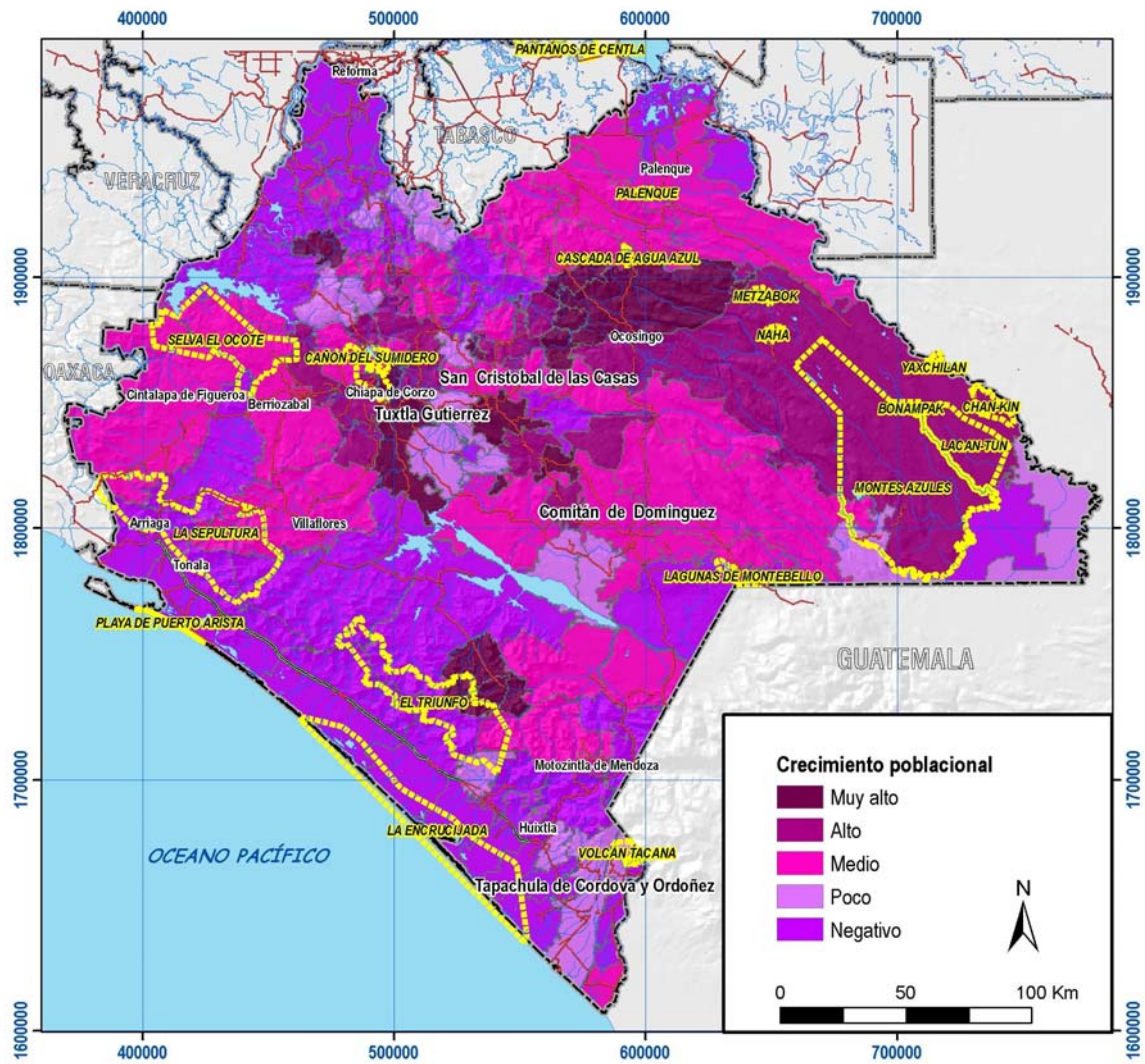 400000
500000
600000
700000
PANTANOS DE CENTLA
Reforma
TABASCO
VERACRUZ
Palenque
PALENQUE
CASCADA DE AGUA AZUL
1900000
1900000
METZABOK
Ocosingo
NAHA
SELVA EL OCOTE
CAÑON DEL SUMIDERO
OAXACA
San Cristobal de las Casas
YAXCHILAN
Cintalapa de Figueroa
Berriozabal
Chiapa de Corzo
BONAMPAK
CHAN-KIN
Tuxtla Gutierrez
LACAN-TUN
MONTES AZULES
Comitán de Dominguez
Arriaga
LA SEPULTURA
Villaflores
1800000
1800000
Tonala
LAGUNAS DE MONTEBELLO
PLAYA DE PUERTO ARISTA
GUATEMALA
EL TRIUNFO
Motozintla de Mendoza
1700000
1700000
Huixtla
LA ENCRUCIJADA
OCEANO PACÍFICO
VOLCAN TACANA
Tapachula de Cordova y Ordoñez
Crecimiento poblacional
Muy alto
Alto
Medio
Poco
Negativo
N
0 50 100 Km
1600000
1600000
400000
500000
600000
700000